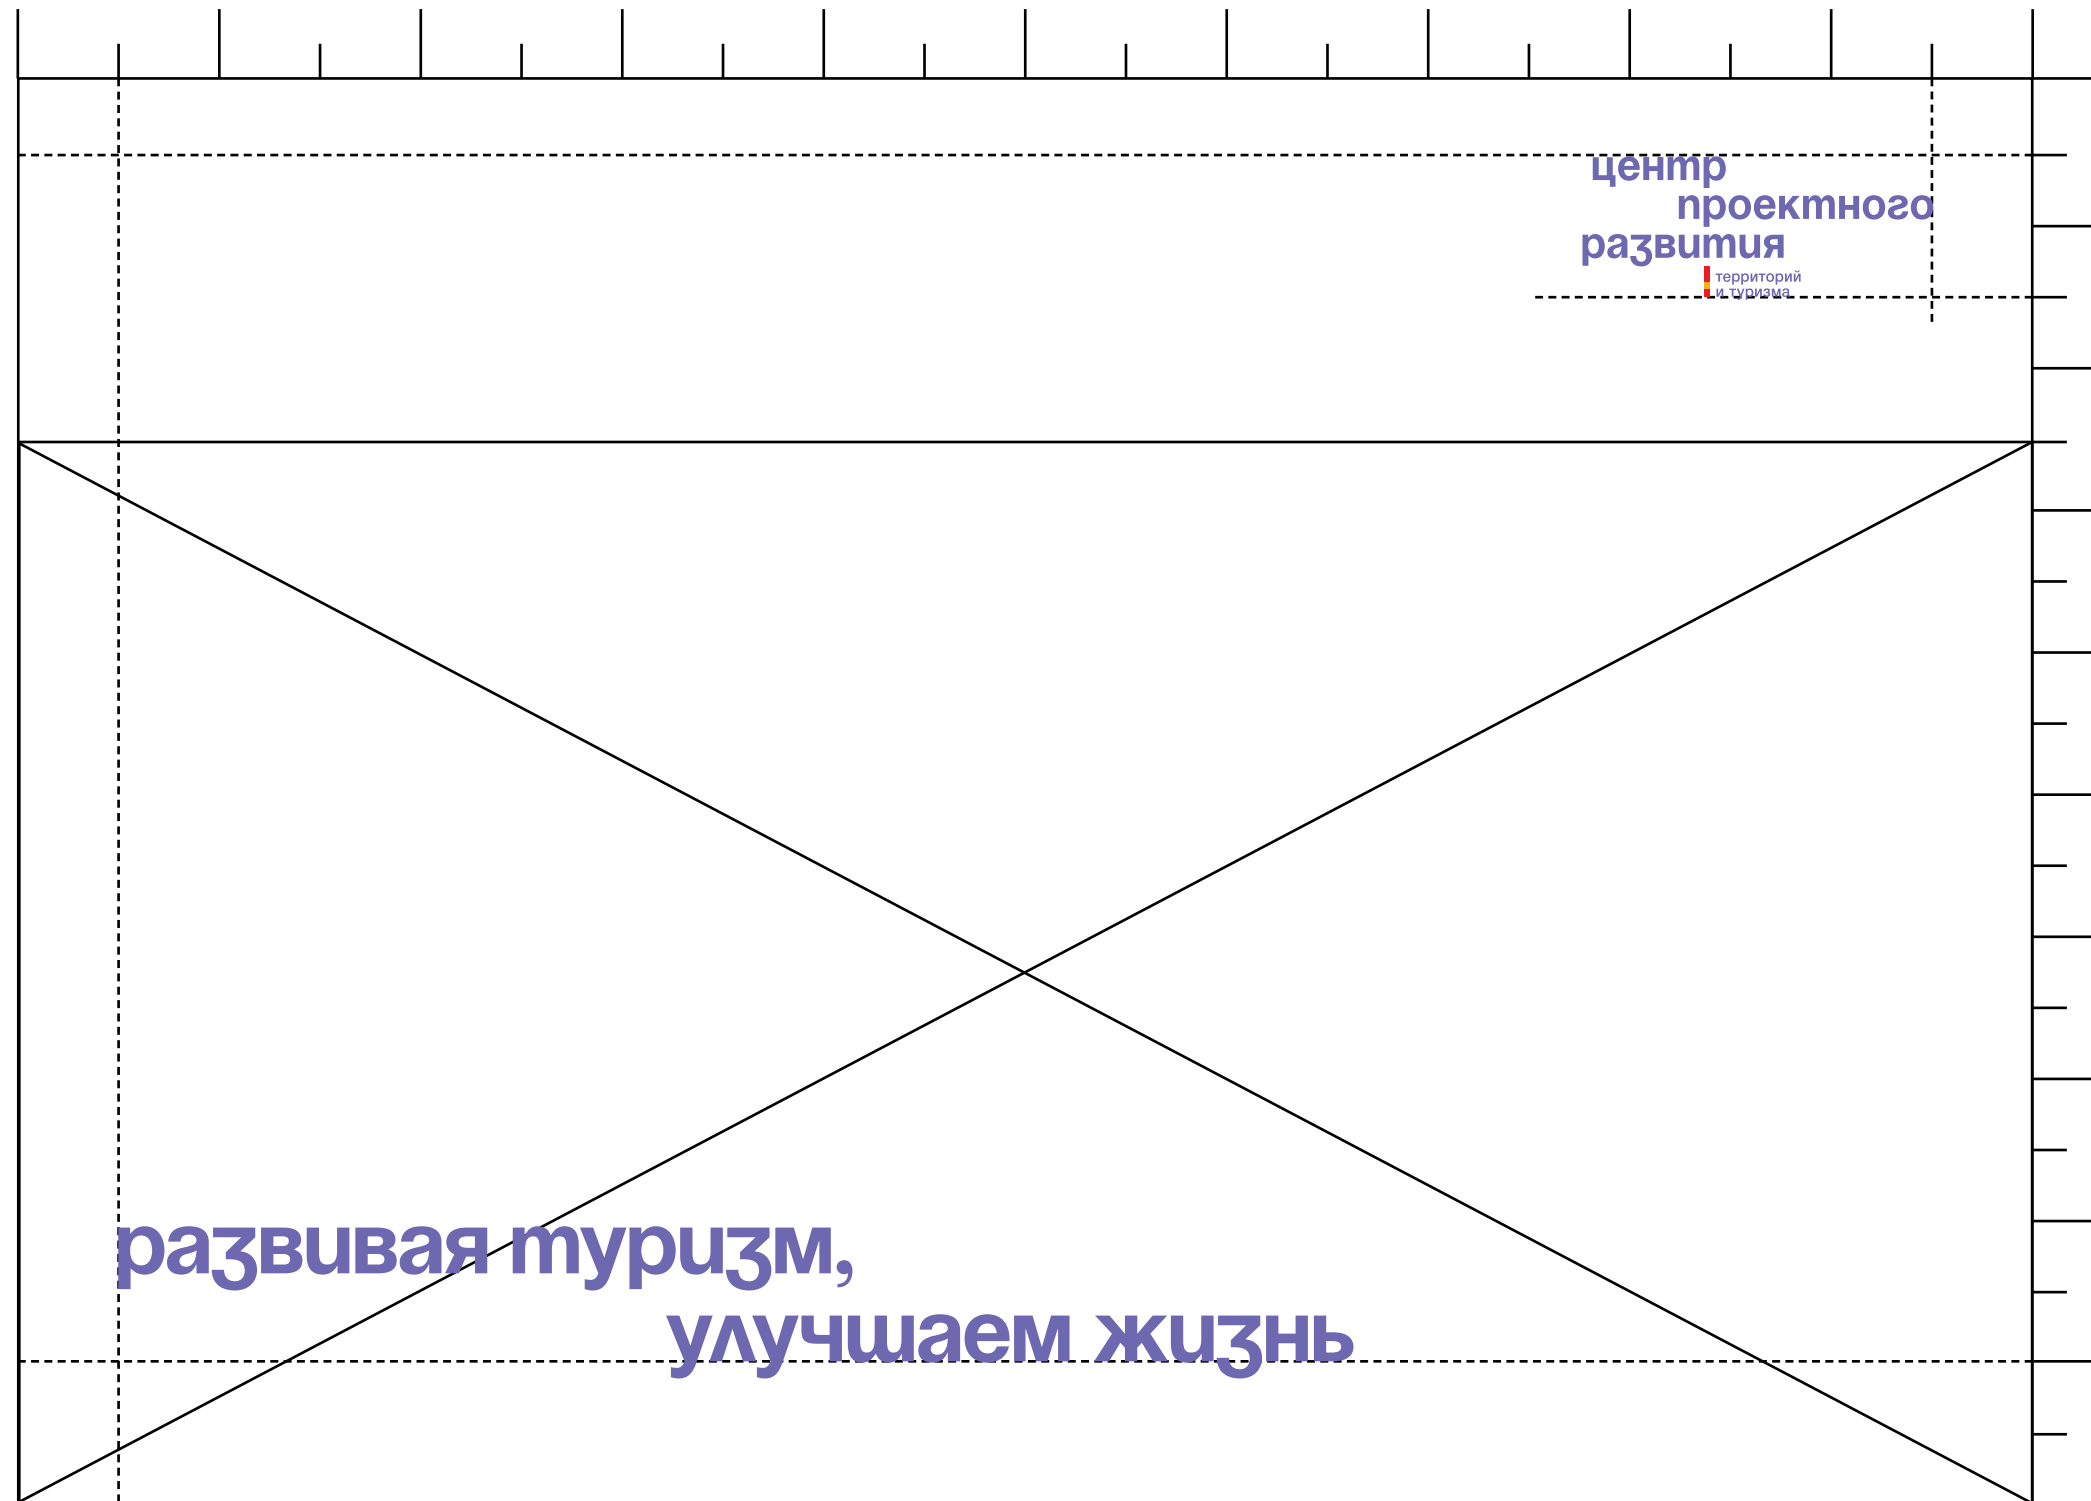 центр
проектного
развития
территорий
и туризма
развивая туризм,
улучшаем жизнь